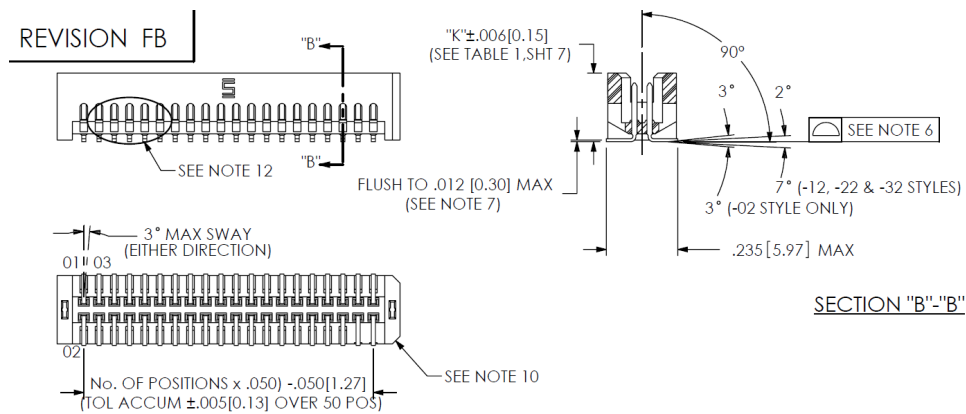 REVISION FB
"B"
"B"
SEE NOTE 12
"K"±.006[0.15]
(SEE TABLE 1,SHT 7)
90°
3°
2°
SEE NOTE 6
FLUSH TO .012 [0.30] MAX
(SEE NOTE 7)
7° (-12, -22 & -32 STYLES)
3° (-02 STYLE ONLY)
.235[5.97] MAX
SECTION "B"-"B"
3° MAX SWAY
(EITHER DIRECTION)
01 03
02
No. OF POSITIONS x .050) -.050[1.27]
(TOL ACCUM ±.005[0.13] OVER 50 POS)
SEE NOTE 10